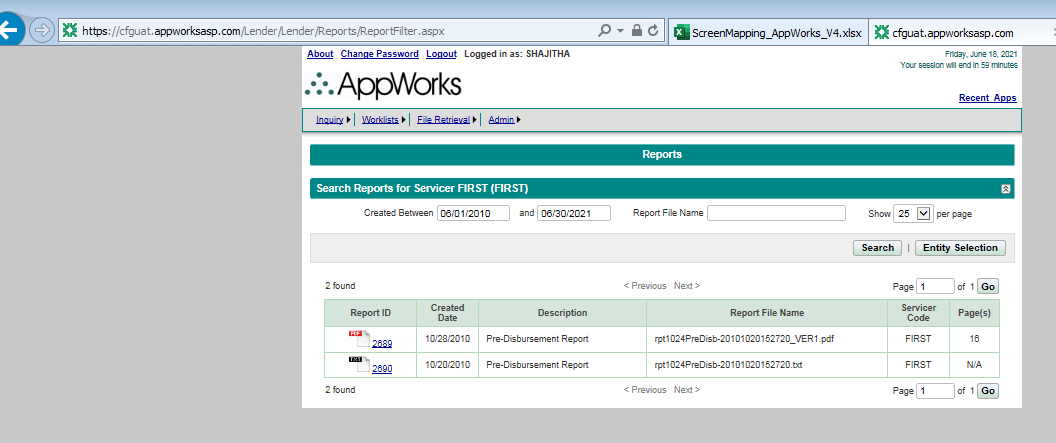 https://cfguat.appworksasp.com/Lender/Lender/Reports/ReportFilter.aspx
ScreenMapping_AppWorks_V4.xlsx
cfguat.appworksasp.com
About Change Password Logout Logged in as: SHAJITHA
Friday, June 18, 2021
Your session will end in 59 minutes
AppWorks
Recent Apps
Inquiry Worklists File Retrieval Admin
Reports
Search Reports for Servicer FIRST (FIRST)
Created Between 06/01/2010 and 06/30/2021 Report File Name Show 25 per page
Search | Entity Selection
2 found < Previous Next > Page 1 of 1 Go
Report ID Created Date Description Report File Name Servicer Code Page(s)
PDF 2689 10/28/2010 Pre-Disbursement Report rpt1024PreDisb-20101020152720_VER1.pdf FIRST 16
TXT 2690 10/20/2010 Pre-Disbursement Report rpt1024PreDisb-20101020152720.txt FIRST N/A
2 found < Previous Next > Page 1 of 1 Go